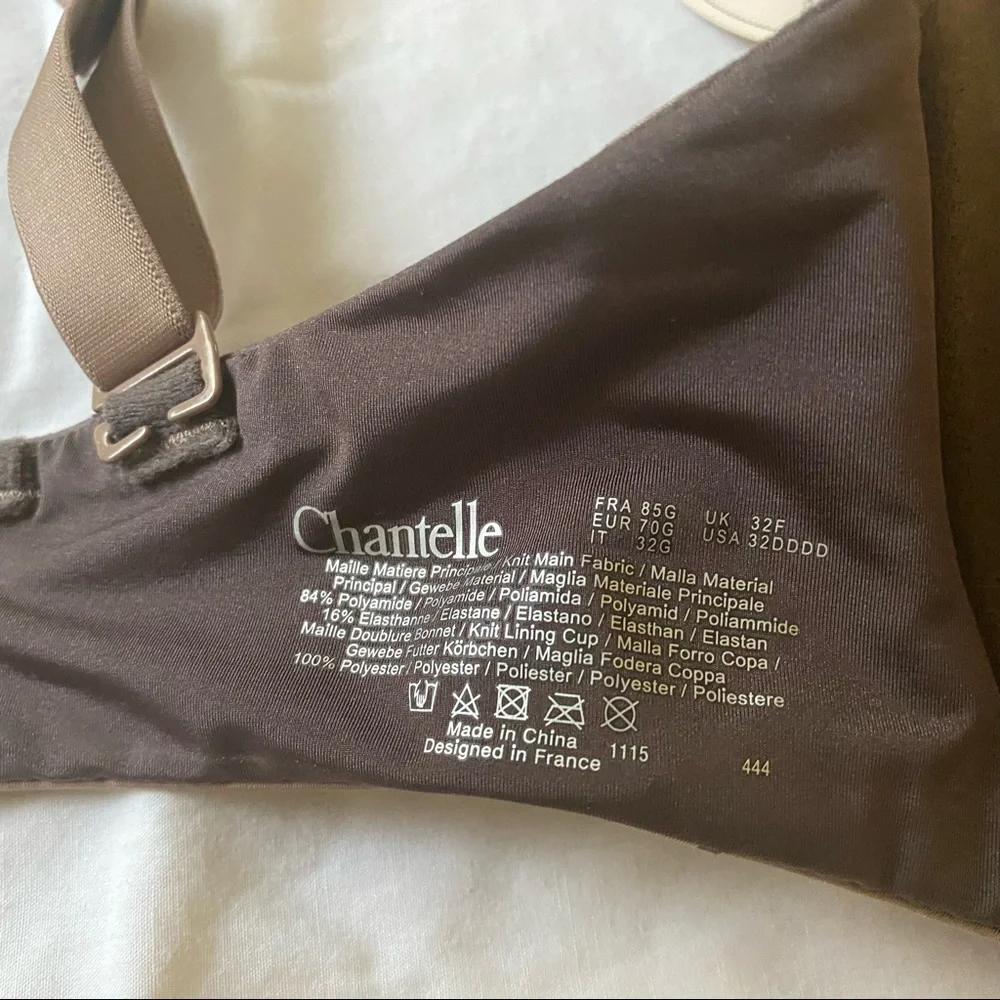 Chantelle
FRA 85G UK 32F
EUR 70G USA 32DDDD
IT 32G
Maille Matiere Principale / Knit Main Fabric / Malla Material
Principal / Gewebe Material / Maglia Materiale Principale
84% Polyamide / Polyamide / Poliamida / Polyamid / Poliammide
16% Elasthanne / Elastane / Elastano / Elasthan / Elastan
Maille Doublure Bonnet / Knit Lining Cup / Malla Forro Copa /
Gewebe Futter Körbchen / Maglia Fodera Coppa
100% Polyester / Polyester / Poliester / Polyester / Poliestere
Made in China 1115
Designed in France
444